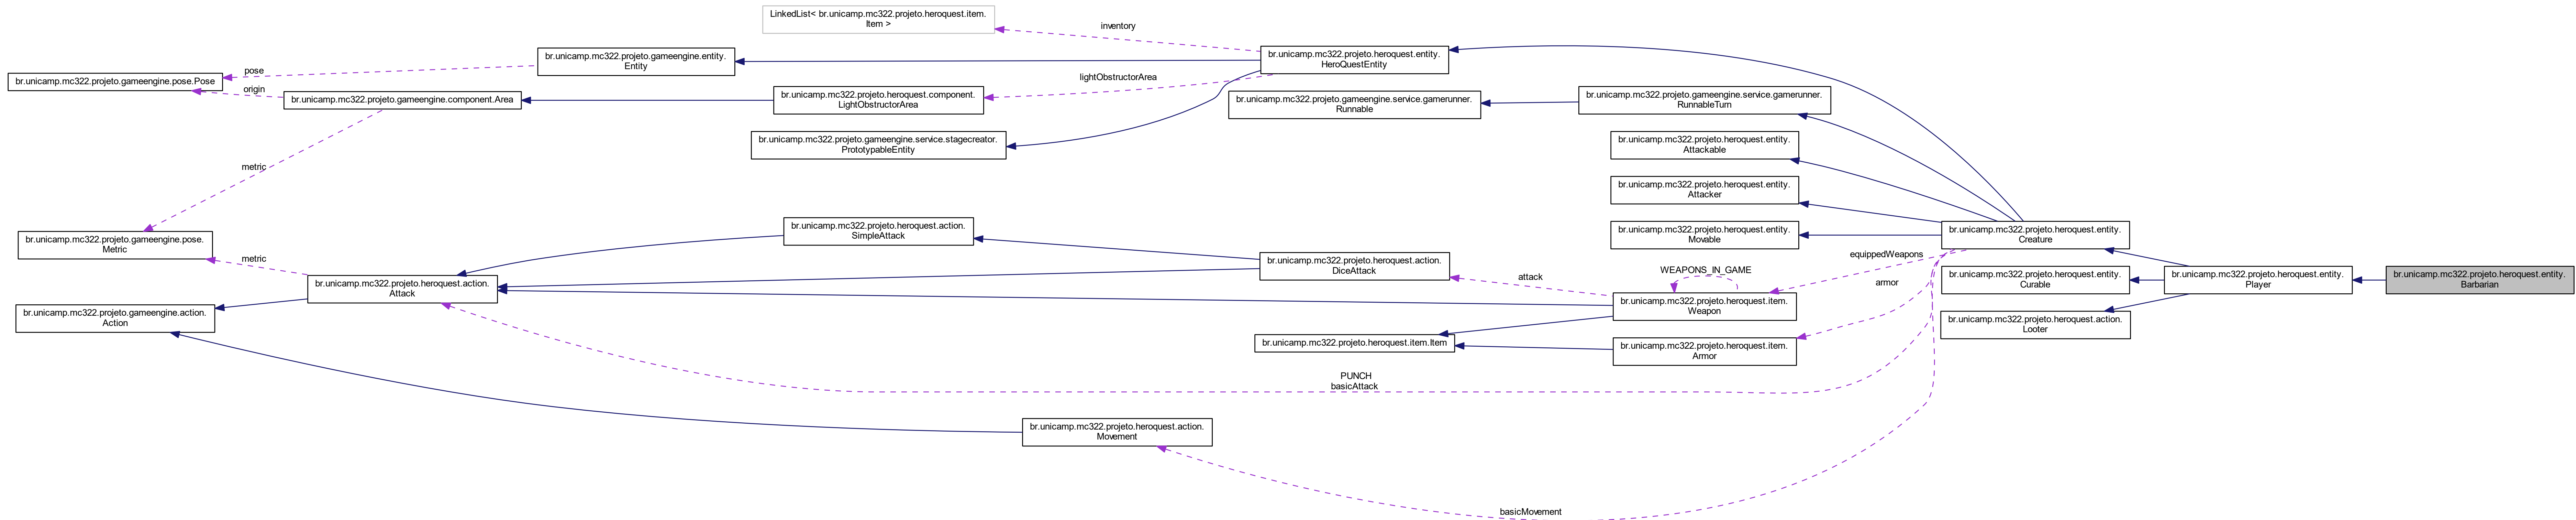 LinkedList< br.unicamp.mc322.projeto.heroquest.item.
Item >
inventory
br.unicamp.mc322.projeto.gameengine.entity.
Entity
br.unicamp.mc322.projeto.heroquest.entity.
HeroQuestEntity
pose
br.unicamp.mc322.projeto.gameengine.pose.Pose
origin
lightObstructorArea
br.unicamp.mc322.projeto.gameengine.component.Area
br.unicamp.mc322.projeto.heroquest.component.
LightObstructorArea
br.unicamp.mc322.projeto.gameengine.service.gamerunner.
Runnable
br.unicamp.mc322.projeto.gameengine.service.gamerunner.
RunnableTurn
br.unicamp.mc322.projeto.gameengine.service.stagecreator.
PrototypableEntity
br.unicamp.mc322.projeto.heroquest.entity.
Attackable
metric
br.unicamp.mc322.projeto.heroquest.entity.
Attacker
br.unicamp.mc322.projeto.gameengine.pose.
Metric
br.unicamp.mc322.projeto.heroquest.action.
SimpleAttack
br.unicamp.mc322.projeto.heroquest.entity.
Movable
br.unicamp.mc322.projeto.heroquest.entity.
Creature
metric
br.unicamp.mc322.projeto.heroquest.action.
DiceAttack
equippedWeapons
WEAPONS_IN_GAME
attack
armor
br.unicamp.mc322.projeto.heroquest.entity.
Curable
br.unicamp.mc322.projeto.heroquest.entity.
Player
br.unicamp.mc322.projeto.heroquest.entity.
Barbarian
br.unicamp.mc322.projeto.heroquest.action.
Attack
br.unicamp.mc322.projeto.heroquest.item.
Weapon
br.unicamp.mc322.projeto.gameengine.action.
Action
br.unicamp.mc322.projeto.heroquest.action.
Looter
br.unicamp.mc322.projeto.heroquest.item.Item
br.unicamp.mc322.projeto.heroquest.item.
Armor
PUNCH
basicAttack
br.unicamp.mc322.projeto.heroquest.action.
Movement
basicMovement